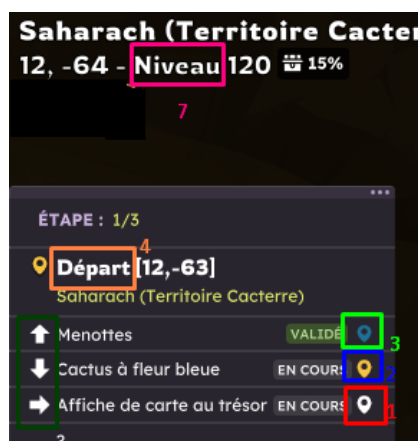 Saharach (Territoire Cacter
12, -64 - Niveau 120 15%
7
ÉTAPE : 1/3
4
Départ [12,-63]
Saharach (Territoire Cacterre)
Menottes VALIDÉ 3
Cactus à fleur bleue EN COURS 2
Affiche de carte au trésor EN COURS 1